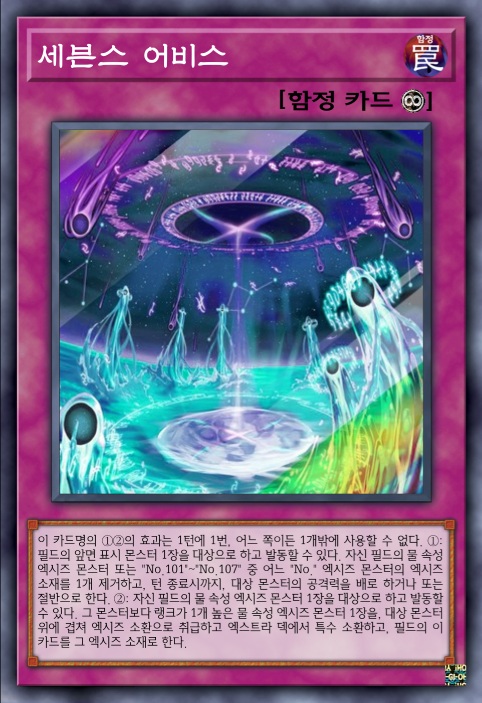 세븐스 어비스
함정
罠
[함정 카드 ♾]
이 카드명의 ①②의 효과는 1턴에 1번, 어느 쪽이든 1개밖에 사용할 수 없다. ①:
필드의 앞면 표시 몬스터 1장을 대상으로 하고 발동할 수 있다. 자신 필드의 물 속성
엑시즈 몬스터 또는 "No.101"~"No.107" 중 어느 "No." 엑시즈 몬스터의 엑시즈
소재를 1개 제거하고, 턴 종료시까지, 대상 몬스터의 공격력을 배로 하거나 또는
절반으로 한다. ②: 자신 필드의 물 속성 엑시즈 몬스터 1장을 대상으로 하고 발동할
수 있다. 그 몬스터보다 랭크가 1개 높은 물 속성 엑시즈 몬스터 1장을, 대상 몬스터
위에 겹쳐 엑시즈 소환으로 취급하고 엑스트라 덱에서 특수 소환하고, 필드의 이
카드를 그 엑시즈 소재로 한다.